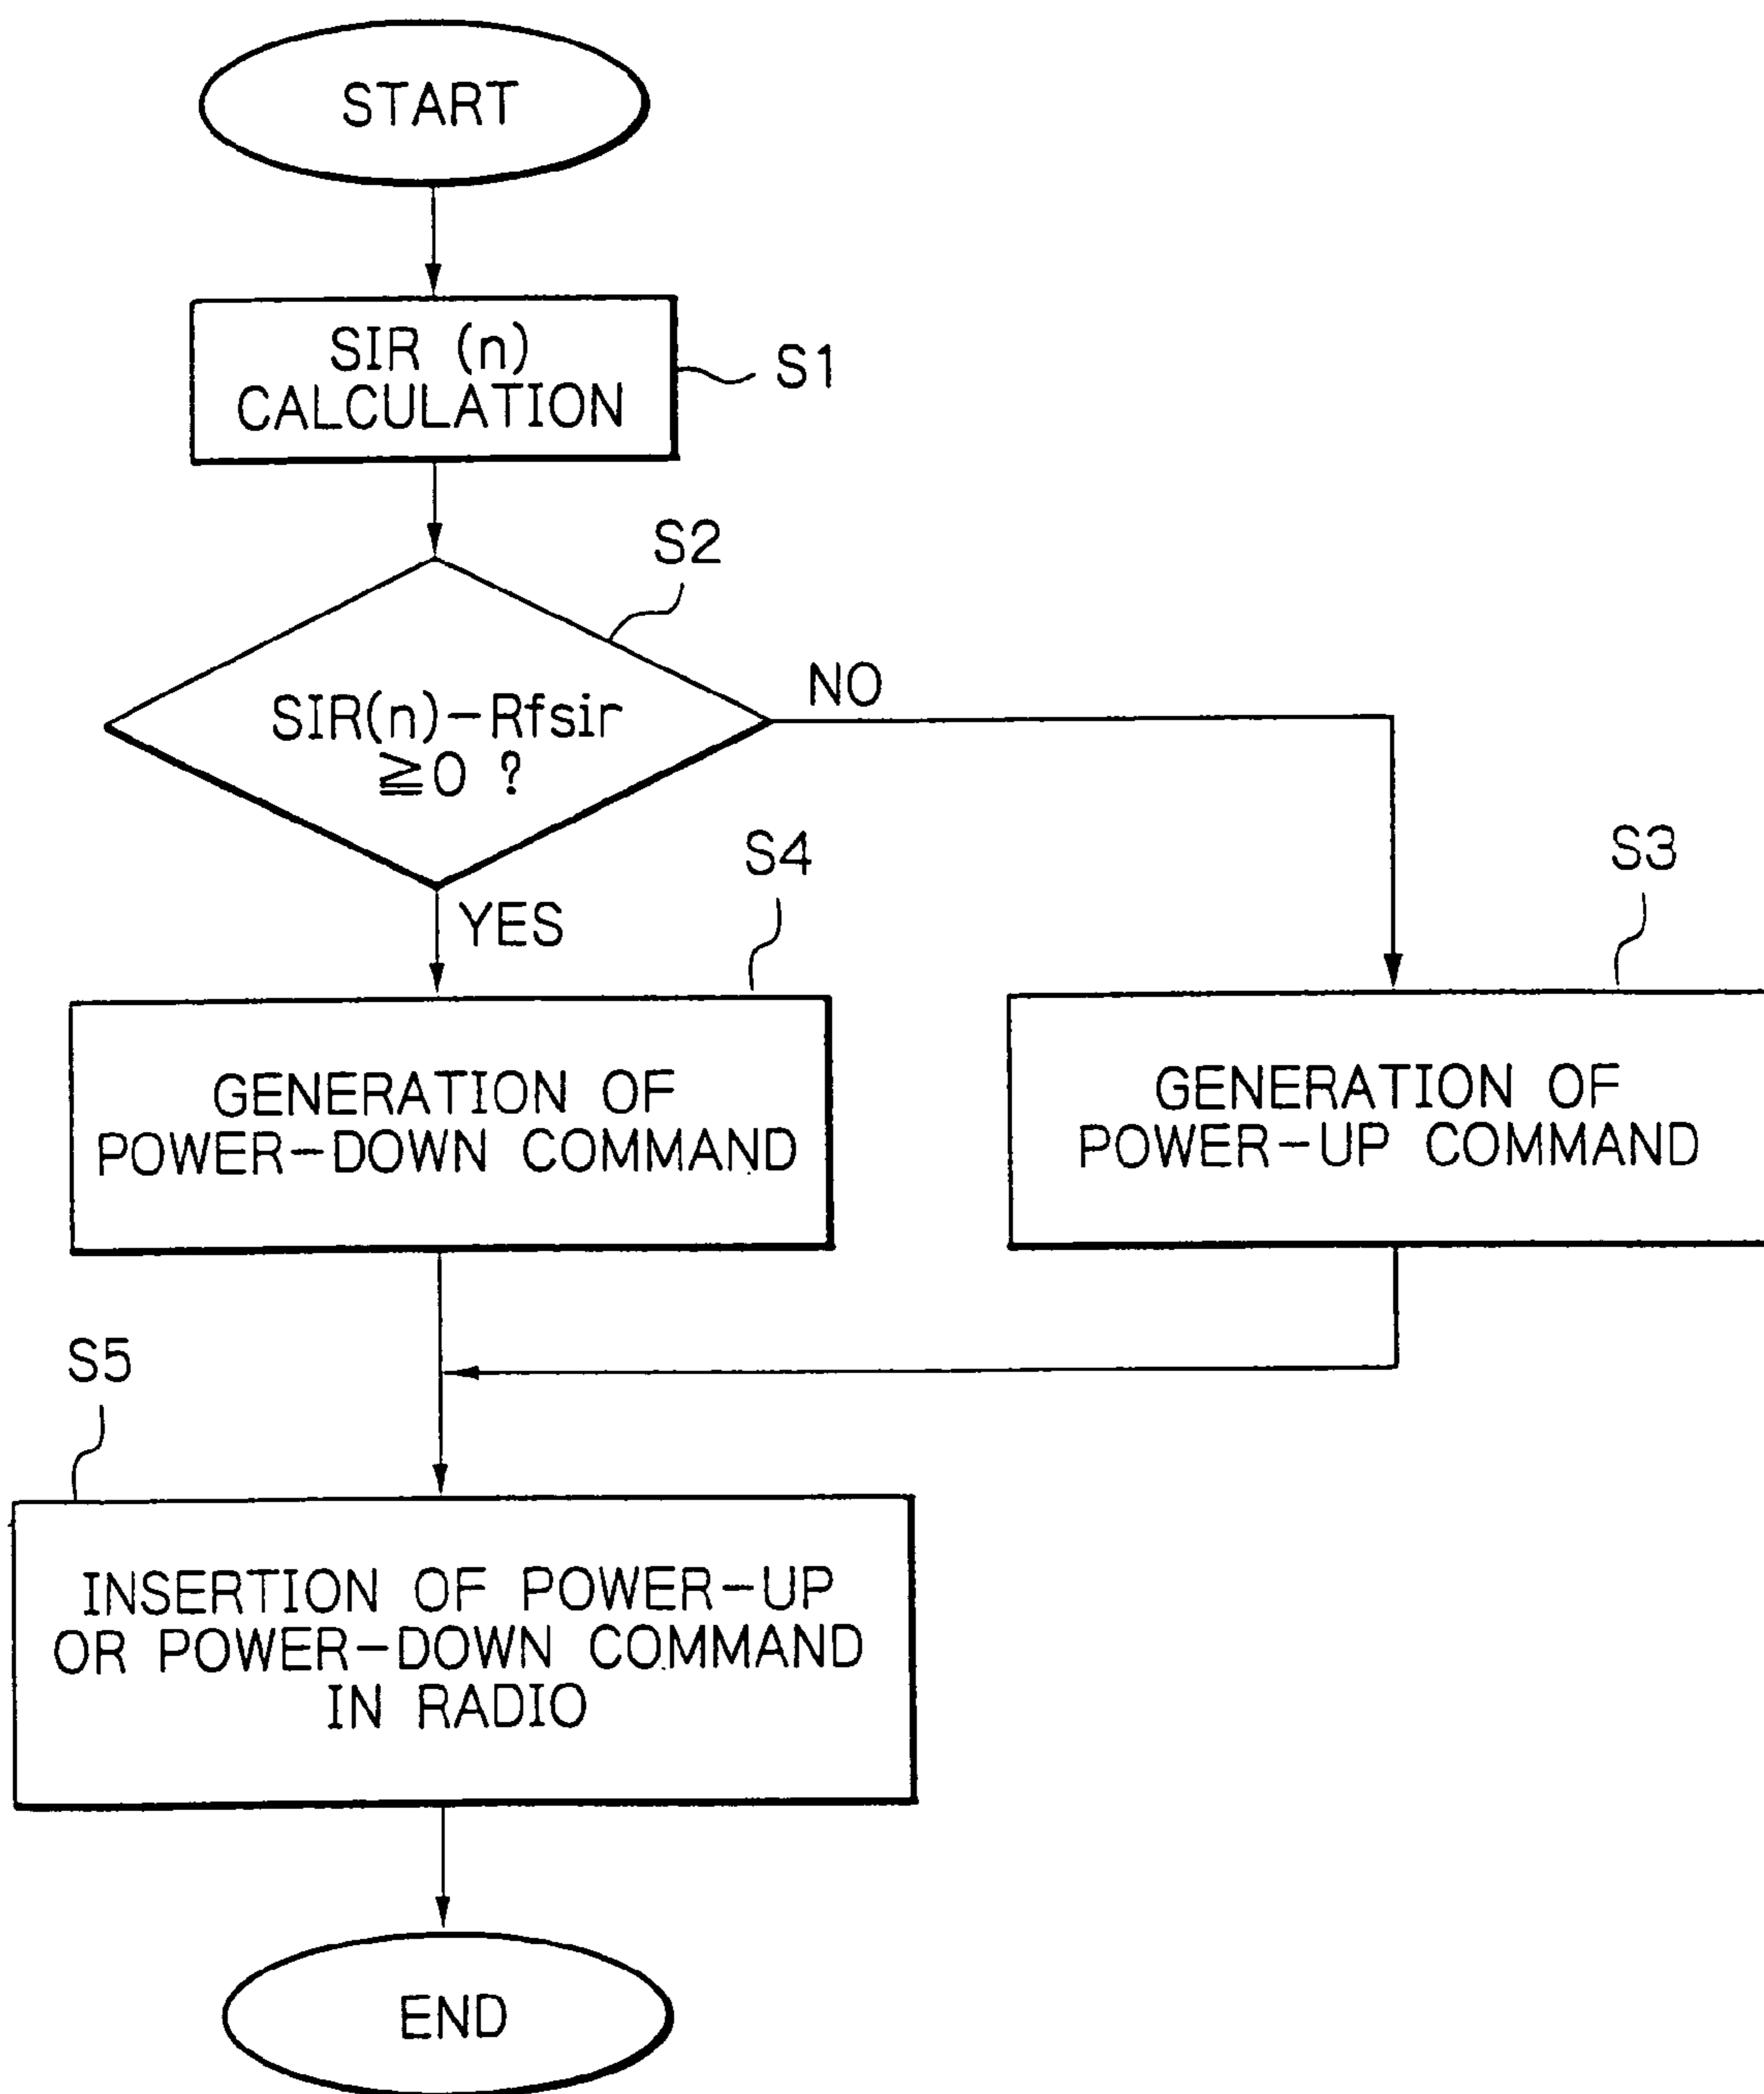 START
SIR (n)
CALCULATION
S1
S2
SIR(n)-Rfsir
≧0 ?
NO
YES
S4
GENERATION OF
POWER-DOWN COMMAND
S3
GENERATION OF
POWER-UP COMMAND
S5
INSERTION OF POWER-UP
OR POWER-DOWN COMMAND
IN RADIO
END